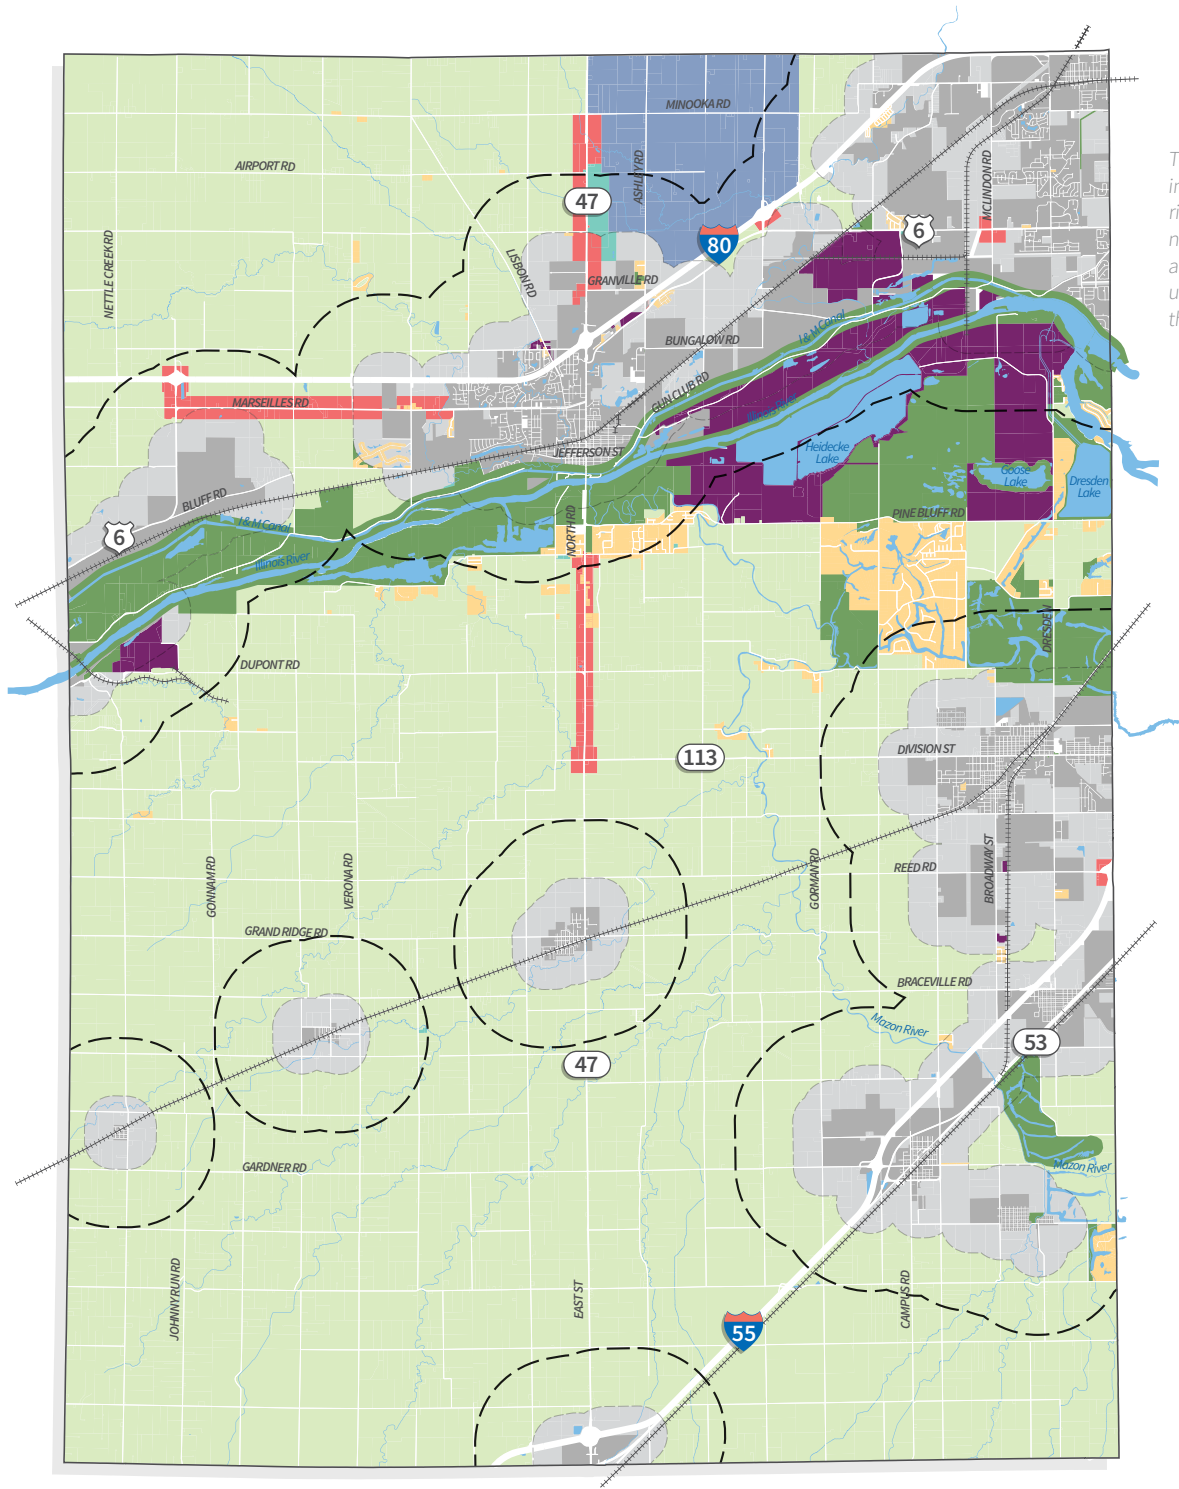 MINOOKA RD
AIRPORT RD
ASHLEY RD
MCLINDON RD
47
6
80
NETTLE CREEK RD
LISBON RD
GRANVILLE RD
I & M Canal
BUNGALOW RD
GUN CLUB RD
MARSEILLES RD
Illinois River
JEFFERSON ST
Heidecke
Lake
Goose
Lake
Dresden
Lake
BLUFF RD
I & M Canal
PINE BLUFF RD
6
NORTH RD
Illinois River
DRESDEN
DUPONT RD
DIVISION ST
113
GONNAM RD
VERONA RD
GORMAN RD
REED RD
BROADWAY ST
GRAND RIDGE RD
BRACEVILLE RD
Mazon River
53
47
GARDNER RD
Mazon River
JOHNNY RUN RD
EAST ST
CAMPUS RD
55